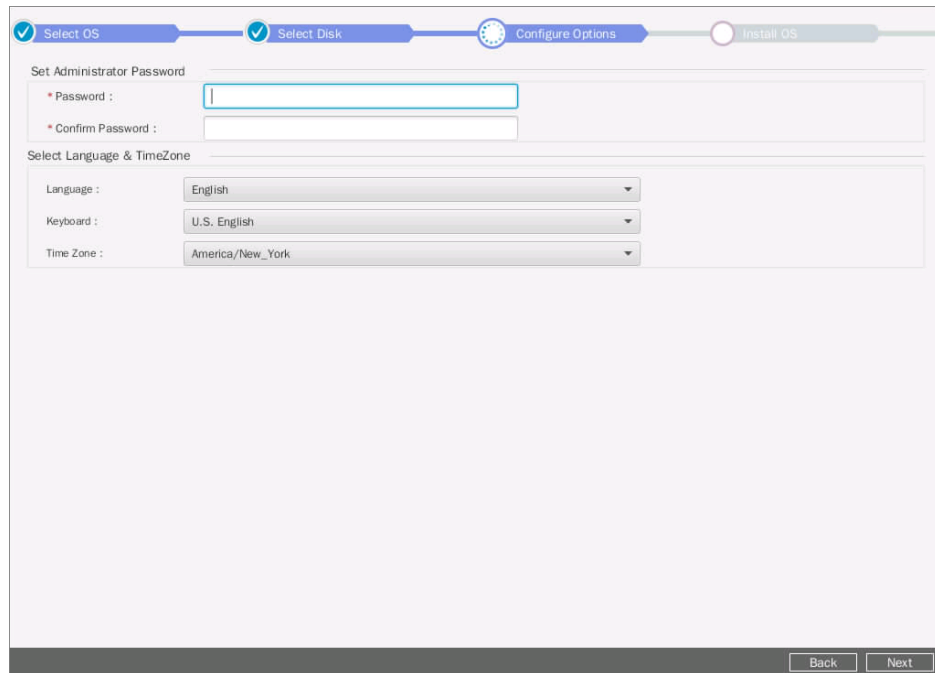 Select OS
Select Disk
Configure Options
Install OS
Set Administrator Password
* Password :
* Confirm Password :
Select Language & TimeZone
Language :
English
Keyboard :
U.S. English
Time Zone :
America/New_York
Back
Next